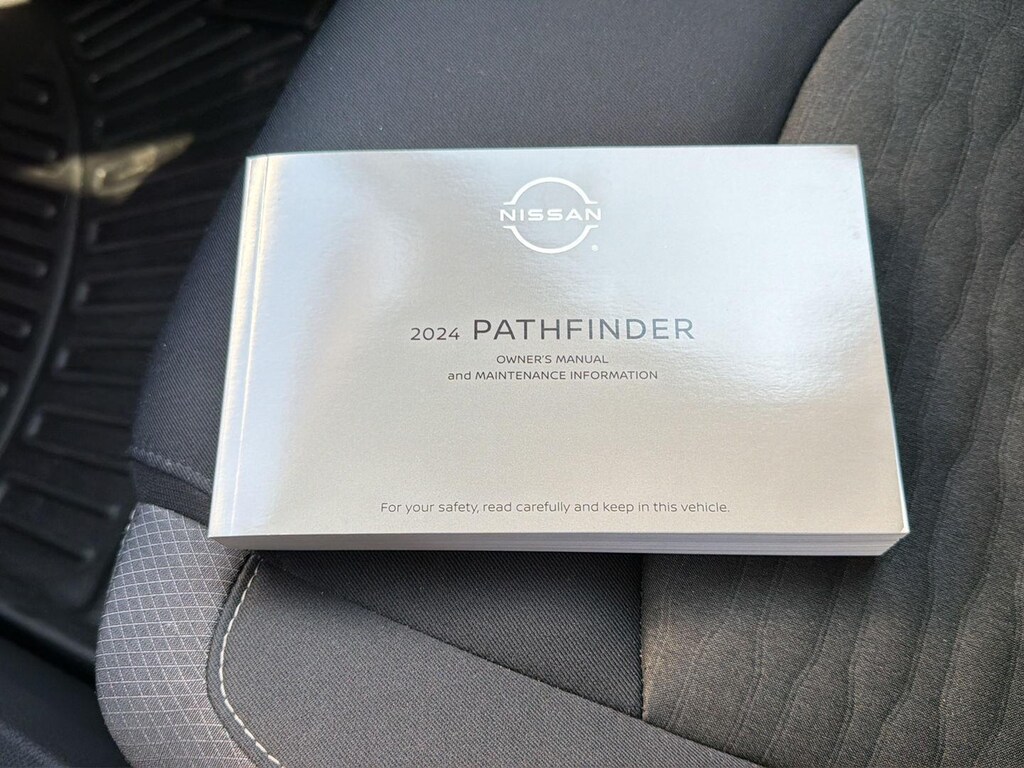 NISSAN
2024 PATHFINDER
OWNER'S MANUAL
and MAINTENANCE INFORMATION
For your safety, read carefully and keep in this vehicle.